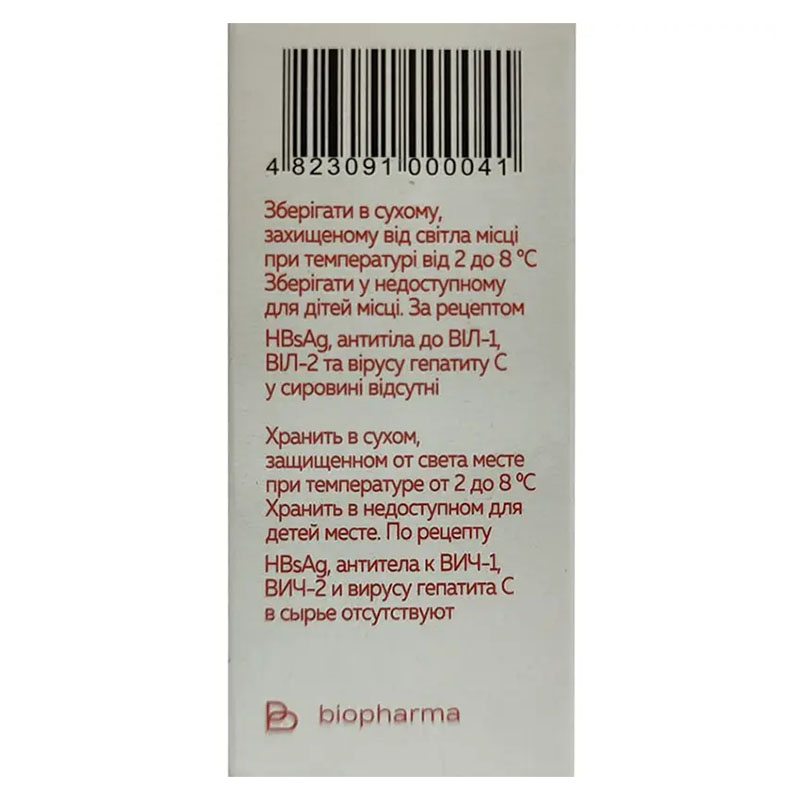 4 823091 000041
Зберігати в сухому,
захищеному від світла місці
при температурі від 2 до 8 °С
Зберігати у недоступному
для дітей місці. За рецептом
HBsAg, антитіла до ВІЛ-1,
ВІЛ-2 та вірусу гепатиту С
у сировині відсутні
Хранить в сухом,
защищенном от света месте
при температуре от 2 до 8 °С
Хранить в недоступном для
детей месте. По рецепту
HBsAg, антитела к ВИЧ-1,
ВИЧ-2 и вирусу гепатита С
в сырье отсутствуют
biopharma